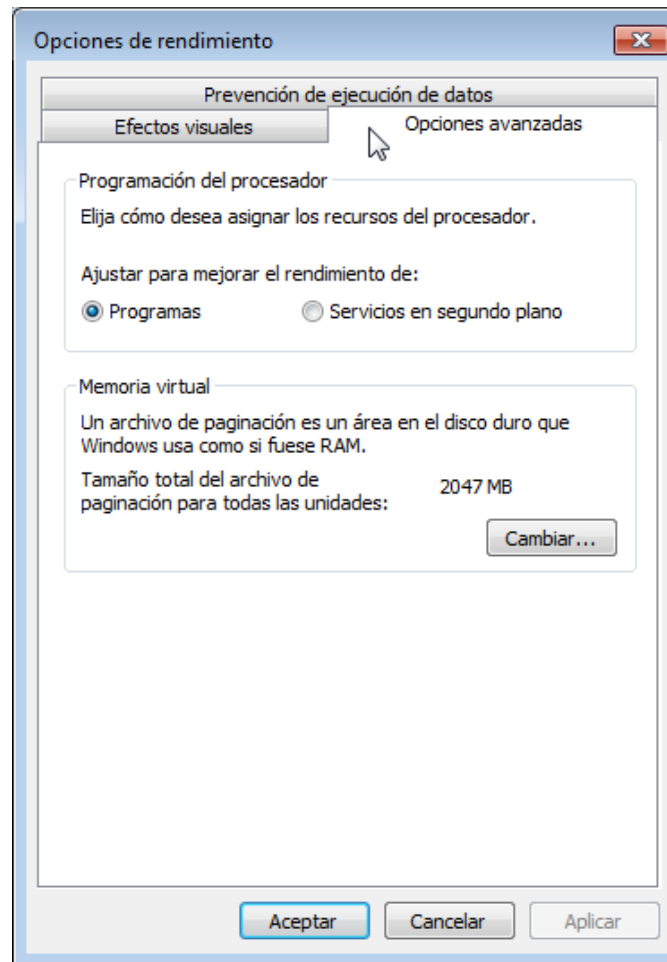 Opciones de rendimiento
Prevención de ejecución de datos
Efectos visuales
Opciones avanzadas
Programación del procesador
Elija cómo desea asignar los recursos del procesador.
Ajustar para mejorar el rendimiento de:
Programas
Servicios en segundo plano
Memoria virtual
Un archivo de paginación es un área en el disco duro que
Windows usa como si fuese RAM.
Tamaño total del archivo de
paginación para todas las unidades:
2047 MB
Cambiar...
Aceptar
Cancelar
Aplicar